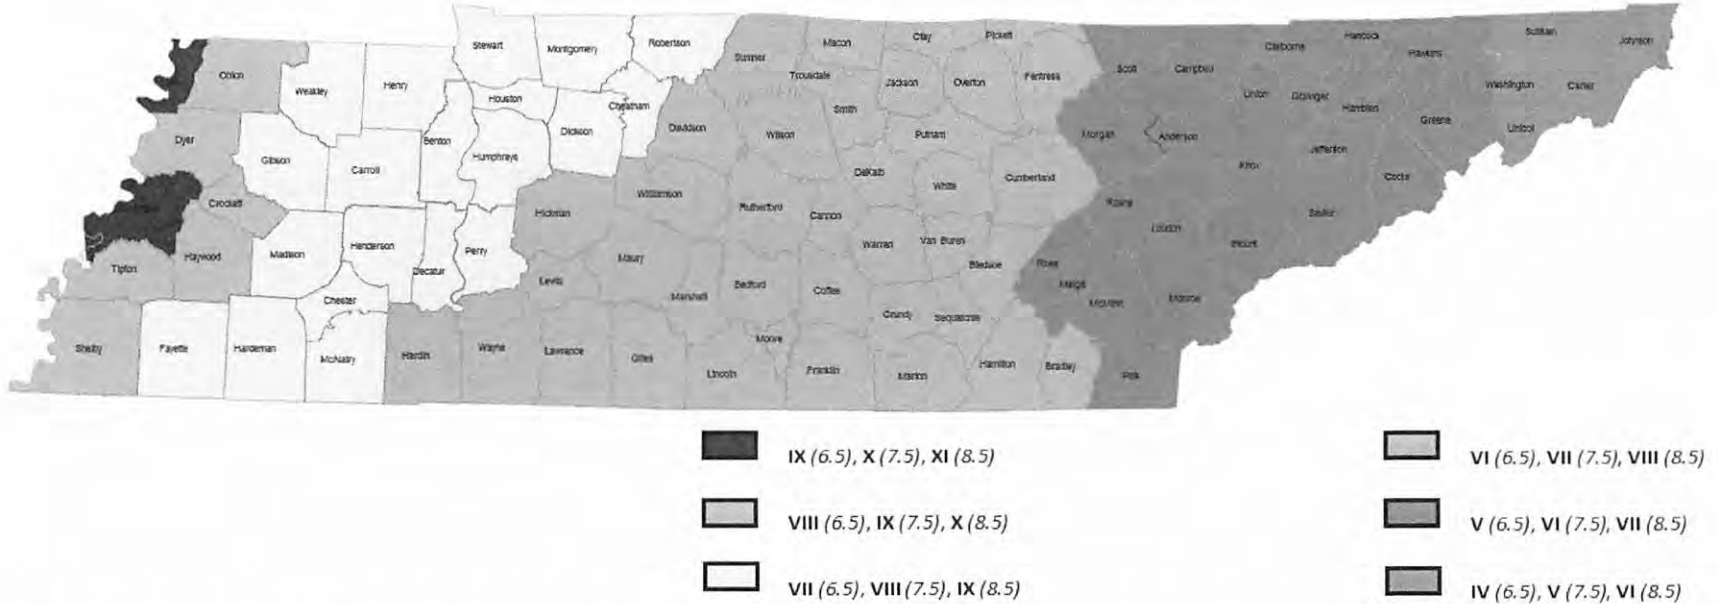 Stewart
Montgomery
Robertson
Sumner
Macon
Clay
Pickett
Claiborne
Hancock
Hawkins
Sullivan
Johnson
Obion
Weakley
Henry
Houston
Cheatham
Trousdale
Jackson
Overton
Fentress
Scott
Campbell
Union
Grainger
Hamblen
Washington
Carter
Dyer
Gibson
Carroll
Benton
Humphreys
Dickson
Davidson
Wilson
Smith
Putnam
Morgan
Anderson
Knox
Jefferson
Greene
Unicoi
Crockett
Hickman
Williamson
Rutherford
Cannon
DeKalb
White
Cumberland
Roane
Loudon
Blount
Sevier
Cocke
Tipton
Haywood
Madison
Henderson
Decatur
Perry
Lewis
Maury
Marshall
Bedford
Coffee
Warren
Van Buren
Bledsoe
Meigs
McMinn
Monroe
Shelby
Fayette
Hardeman
Chester
McNairy
Hardin
Wayne
Lawrence
Giles
Lincoln
Moore
Franklin
Grundy
Sequatchie
Marion
Hamilton
Bradley
Polk
IX (6.5), X (7.5), XI (8.5)
VIII (6.5), IX (7.5), X (8.5)
VII (6.5), VIII (7.5), IX (8.5)
VI (6.5), VII (7.5), VIII (8.5)
V (6.5), VI (7.5), VII (8.5)
IV (6.5), V (7.5), VI (8.5)